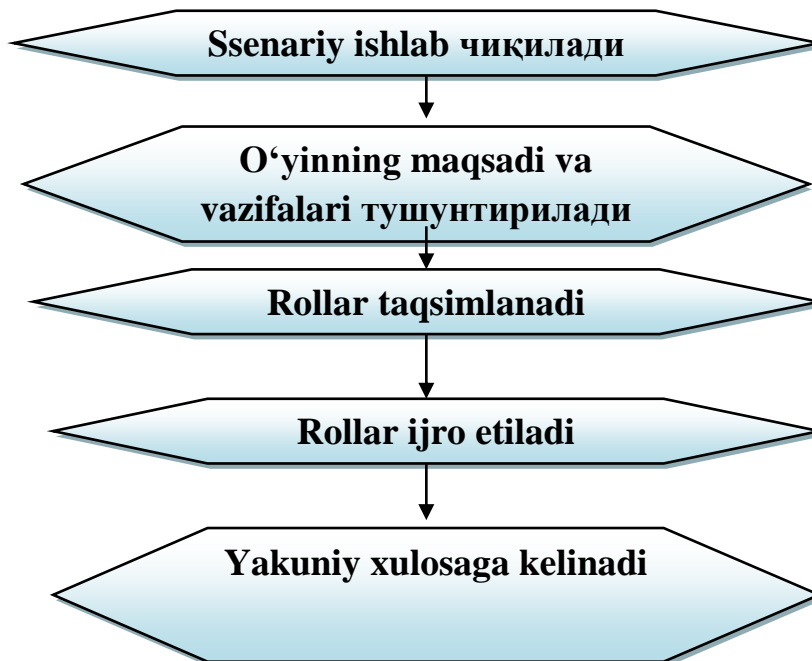 Ssenariy ishlab чиқилади
O‘yinning maqsadi va
vazifalari тушунтирилади
Rollar taqsimlanadi
Rollar ijro etiladi
Yakuniy xulosaga kelinadi